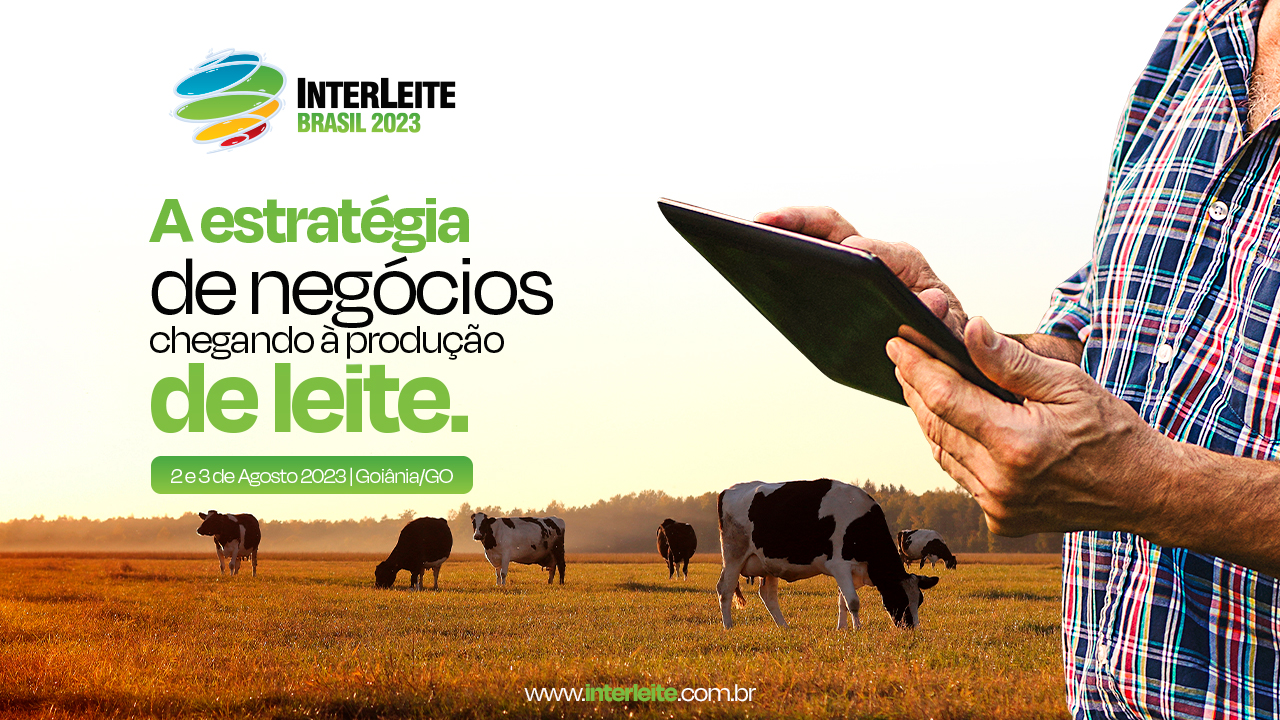 INTERLEITE
BRASIL 2023
A estratégia
de negócios
chegando à produção
de leite.
2 e 3 de Agosto 2023 | Goiânia/GO
www.interleite.com.br